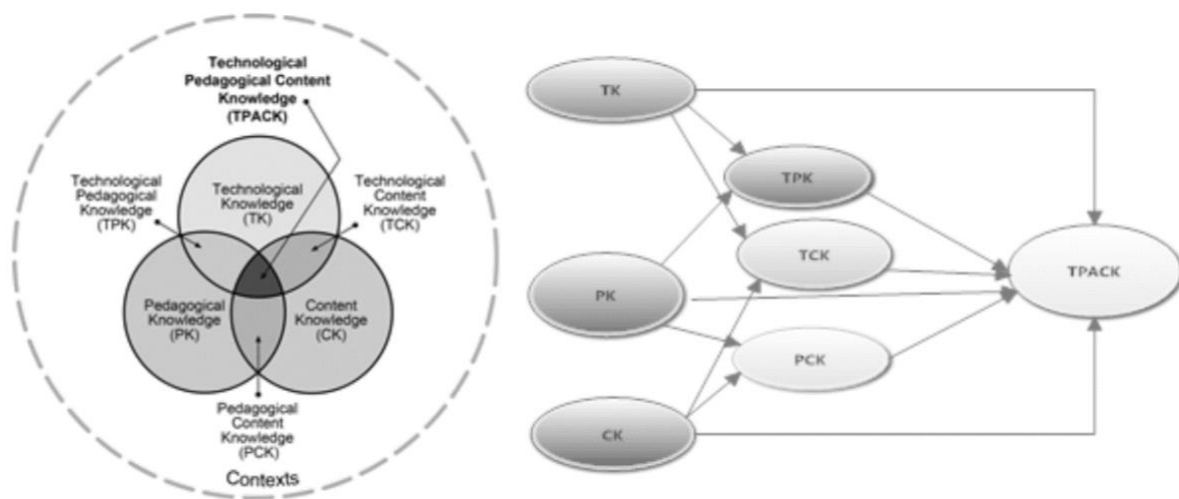 Technological
Pedagogical Content
Knowledge
(TPACK)
Technological
Pedagogical
Knowledge
(TPK)
Technological
Knowledge
(TK)
Technological
Content
Knowledge
(TCK)
Pedagogical
Knowledge
(PK)
Content
Knowledge
(CK)
Pedagogical
Content
Knowledge
(PCK)
Contexts
TK
TPK
TCK
PK
TPACK
PCK
CK